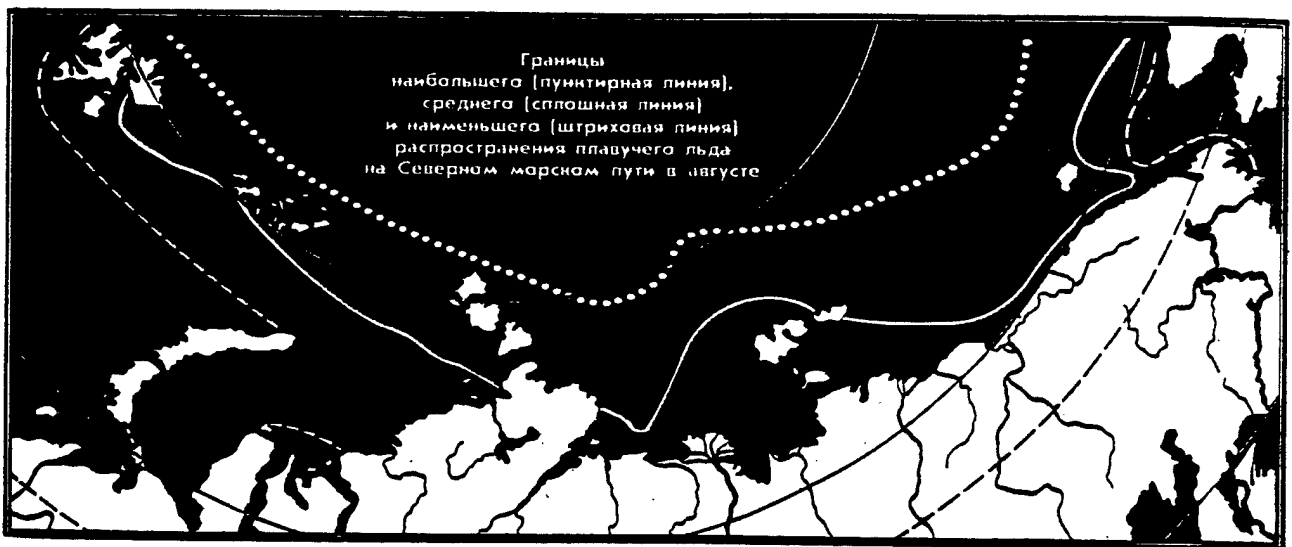 Границы
наибольшего (пунктирная линия),
среднего (сплошная линия)
и наименьшего (штриховая линия)
распространения плавучего льда
на Северном морском пути в августе